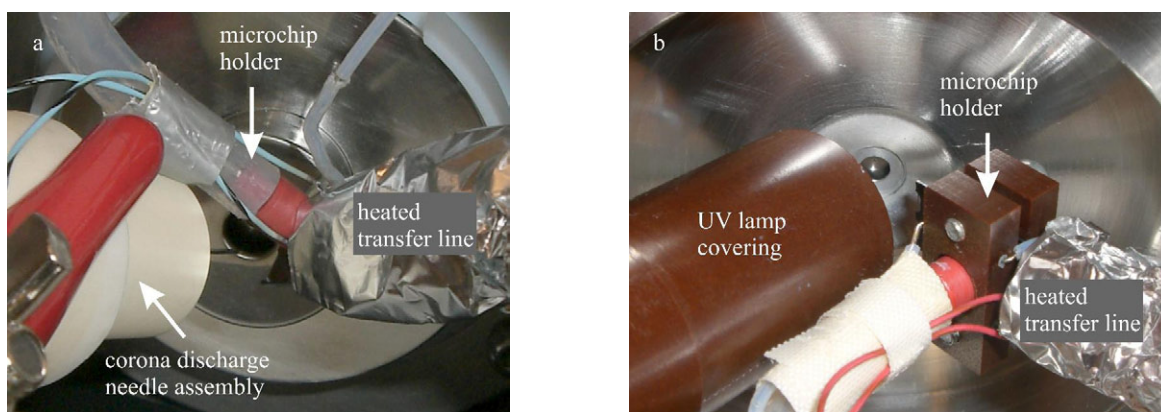 a
microchip
holder
heated
transfer line
corona discharge
needle assembly
b
microchip
holder
UV lamp
covering
heated
transfer line